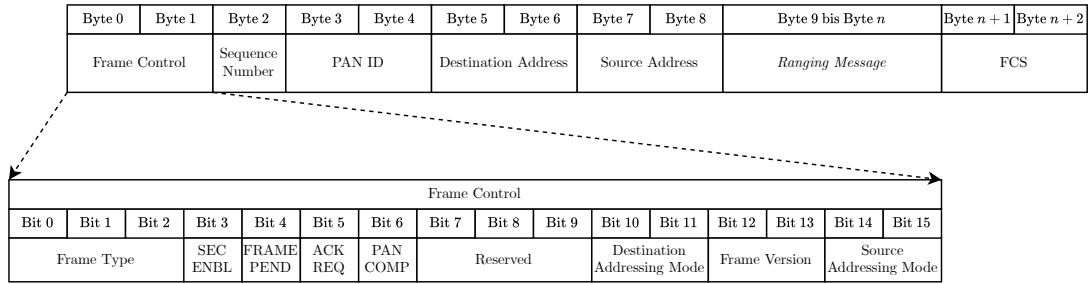 Byte 0 Byte 1 Byte 2 Byte 3 Byte 4 Byte 5 Byte 6 Byte 7 Byte 8 Byte 9 bis Byte n Byte n + 1 Byte n + 2
Frame Control Sequence Number PAN ID Destination Address Source Address Ranging Message FCS
Frame Control
Bit 0 Bit 1 Bit 2 Bit 3 Bit 4 Bit 5 Bit 6 Bit 7 Bit 8 Bit 9 Bit 10 Bit 11 Bit 12 Bit 13 Bit 14 Bit 15
Frame Type SEC ENBL FRAME PEND ACK REQ PAN COMP Reserved Destination Addressing Mode Frame Version Source Addressing Mode